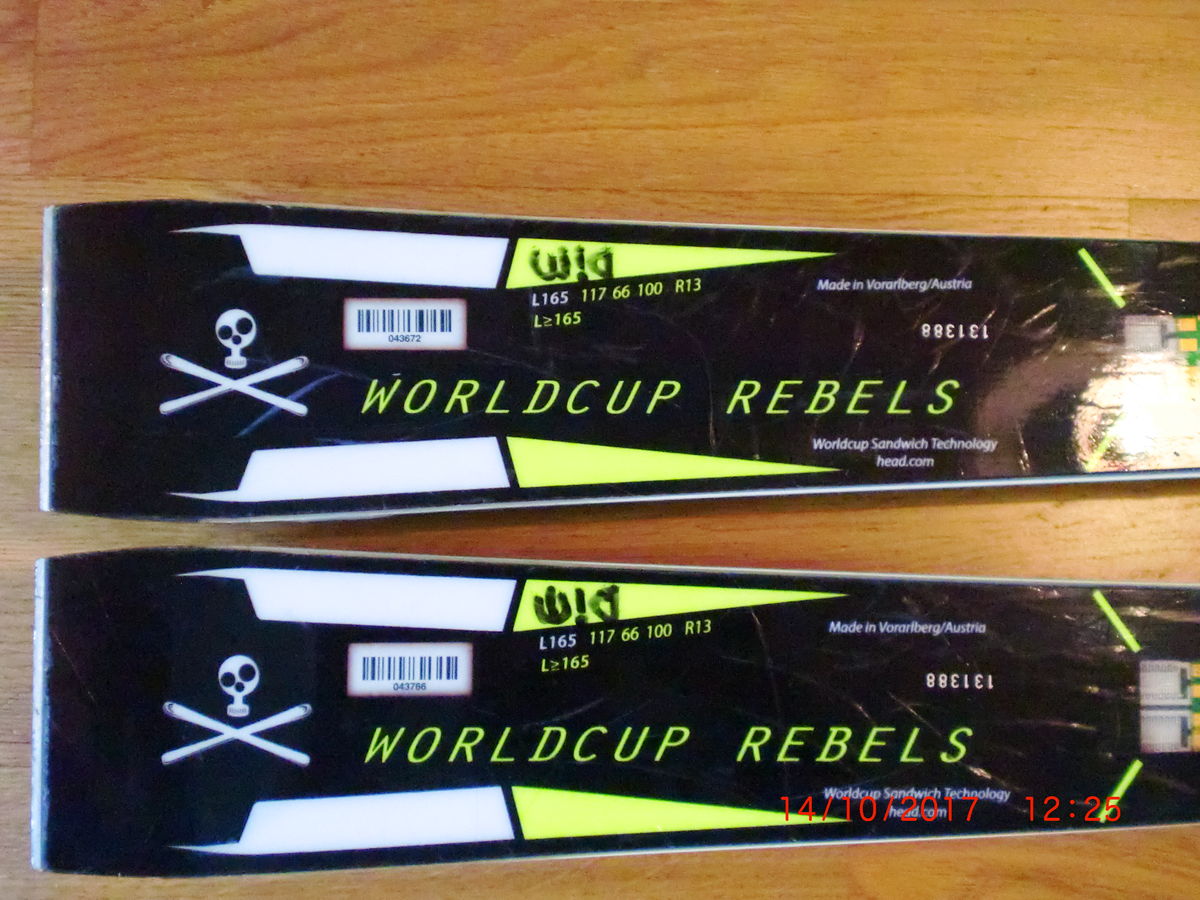 L165 117 66 100 R13
L≥165
Made in Vorarlberg/Austria
043672
131388
WORLDCUP REBELS
Worldcup Sandwich Technology
head.com
L165 117 66 100 R13
L≥165
Made in Vorarlberg/Austria
043766
131388
WORLDCUP REBELS
Worldcup Sandwich Technology
head.com
14/10/2017 12:25